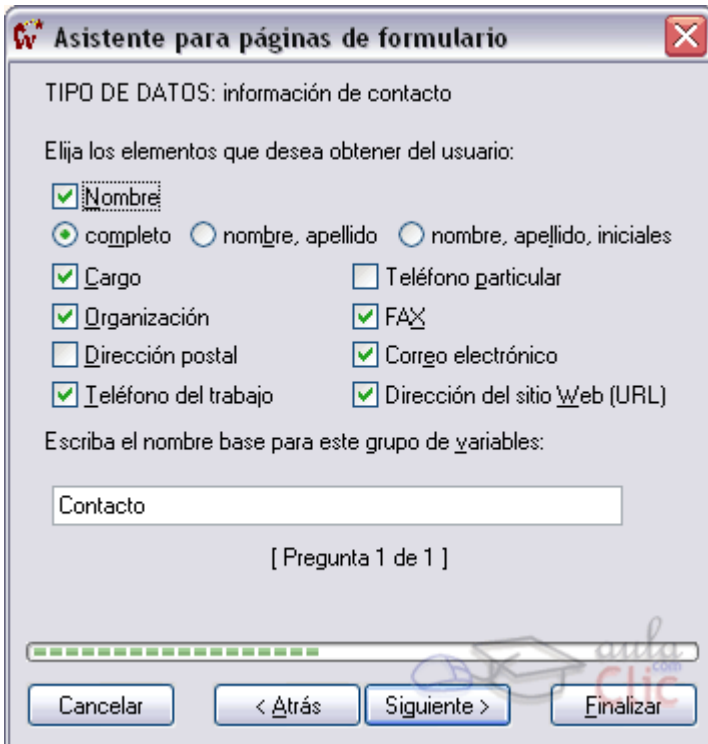 Asistente para páginas de formulario
TIPO DE DATOS: información de contacto
Elija los elementos que desea obtener del usuario:
Nombre
completo nombre, apellido nombre, apellido, iniciales
Cargo Teléfono particular
Organización FAX
Dirección postal Correo electrónico
Teléfono del trabajo Dirección del sitio Web (URL)
Escriba el nombre base para este grupo de variables:
Contacto
[ Pregunta 1 de 1 ]
aula
.com
Clic
Cancelar < Atrás Siguiente > Finalizar